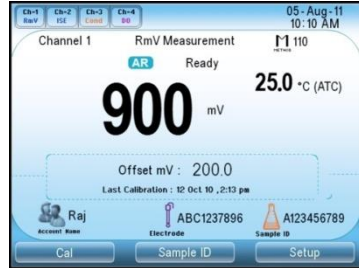 Ch-1 Ch-2 Ch-3 Ch-4
RmV ISE Cond DO
05-Aug-11
10:10 AM
Channel 1 RmV Measurement M 110
METHOD
AR Ready
25.0 °C (ATC)
900 mV
Offset mV : 200.0
Last Calibration : 12 Oct 10 ,2:13 pm
Raj ABC1237896 A123456789
Account Name Electrode Sample ID
Cal Sample ID Setup